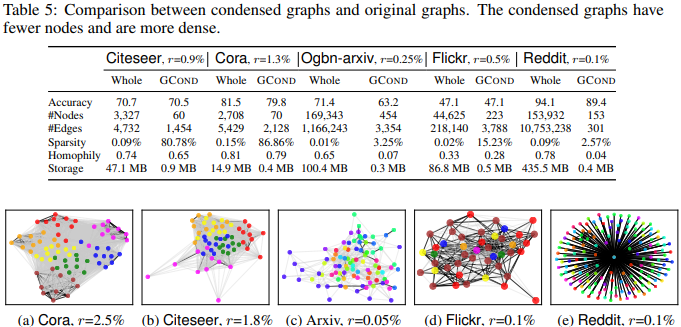 Table 5: Comparison between condensed graphs and original graphs. The condensed graphs have
fewer nodes and are more dense.
Citeseer, r=0.9% | Cora, r=1.3% | Ogbn-arxiv, r=0.25% | Flickr, r=0.5% | Reddit, r=0.1%
Whole GCOND Whole GCOND Whole GCOND Whole GCOND Whole GCOND
Accuracy 70.7 70.5 81.5 79.8 71.4 63.2 47.1 47.1 94.1 89.4
#Nodes 3,327 60 2,708 70 169,343 454 44,625 223 153,932 153
#Edges 4,732 1,454 5,429 2,128 1,166,243 3,354 218,140 3,788 10,753,238 301
Sparsity 0.09% 80.78% 0.15% 86.86% 0.01% 3.25% 0.02% 15.23% 0.09% 2.57%
Homophily 0.74 0.65 0.81 0.79 0.65 0.07 0.33 0.28 0.78 0.04
Storage 47.1 MB 0.9 MB 14.9 MB 0.4 MB 100.4 MB 0.3 MB 86.8 MB 0.5 MB 435.5 MB 0.4 MB
(a) Cora, r=2.5% (b) Citeseer, r=1.8% (c) Arxiv, r=0.05% (d) Flickr, r=0.1% (e) Reddit, r=0.1%